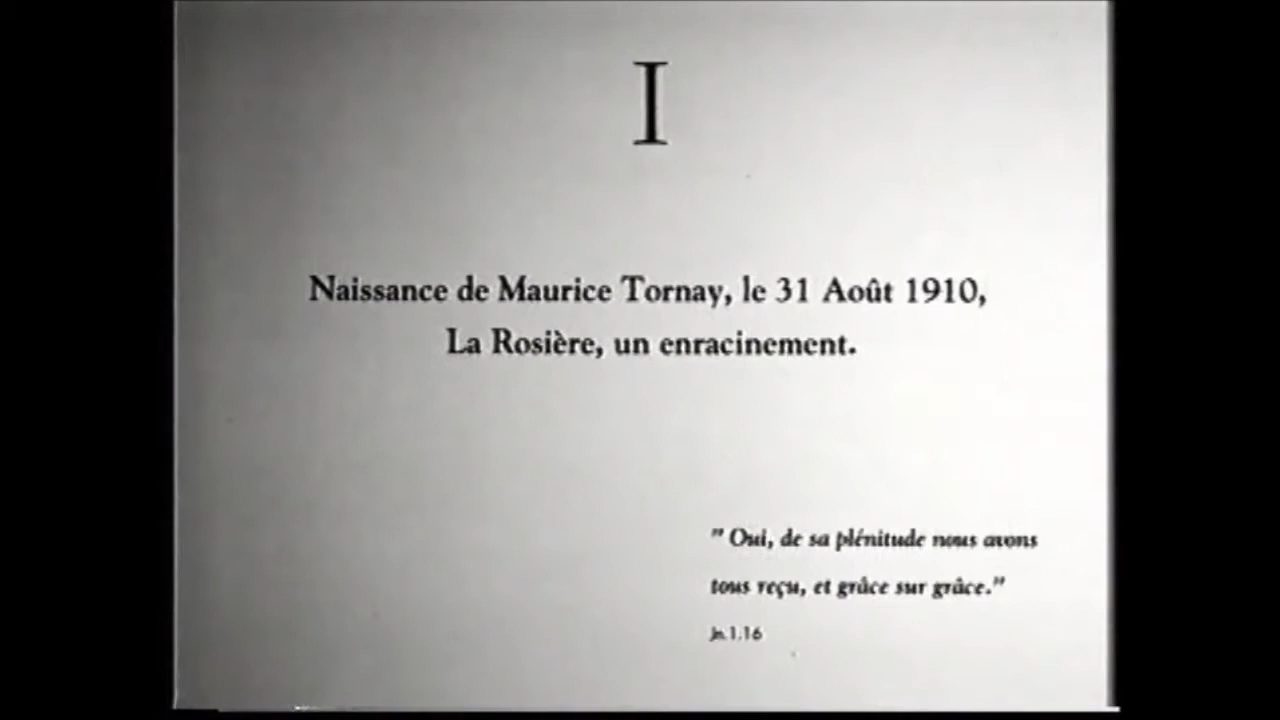 I
Naissance de Maurice Tornay, le 31 Août 1910,
La Rosière, un enracinement.
" Oui, de sa plénitude nous avons
tous reçu, et grâce sur grâce."
Jn.1.16